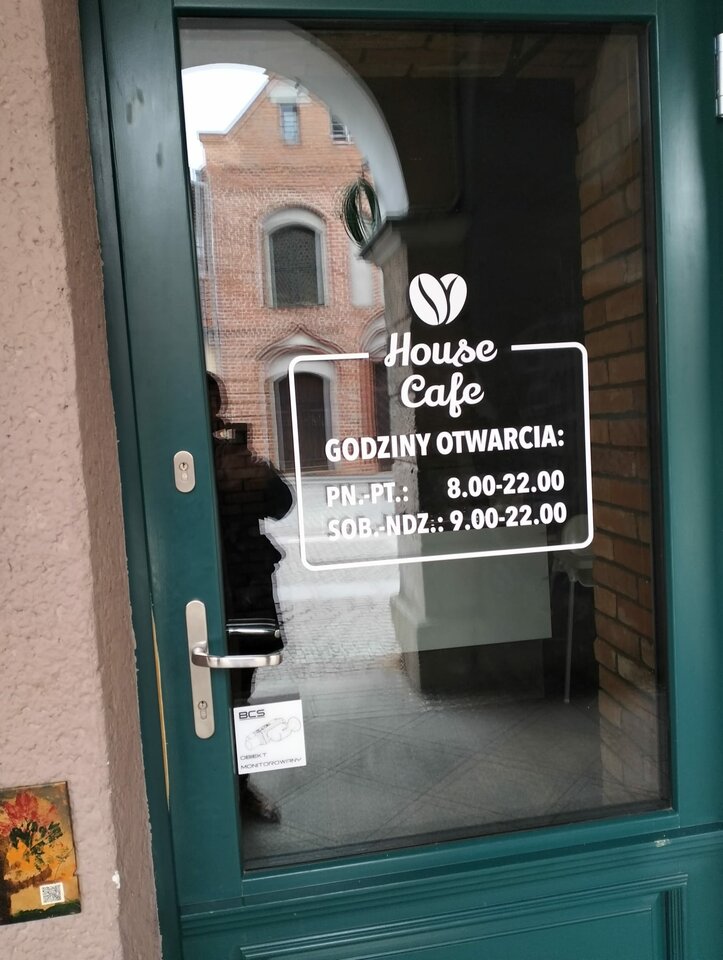 House
Cafe
GODZINY OTWARCIA:
PN.-PT.: 8.00-22.00
SOB.-NDZ.: 9.00-22.00
BCS
OBIEKT
MONITOROWANY